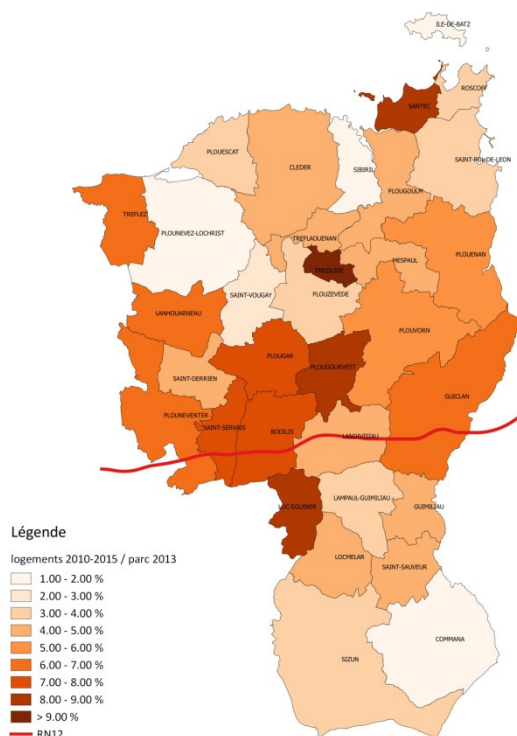 ILE-DE-BATZ
ROSCOFF
SANTEC
PLOUESCAT
CLEDER
SIBIRIL
SAINT-POL-DE-LEON
PLOUGOULM
TREFLEZ
PLOUNEVEZ-LOCHRIST
TREFLAOUENAN
MESPAUL
PLOUENAN
TREZILIDE
SAINT-VOUGAY
PLOUZEVEDE
LANHOUARNEAU
PLOUVORN
PLOUGAR
PLOUGOURVEST
SAINT-DERRIEN
GUICLAN
PLOUNEVENTER
SAINT-SERVAIS
BODILIS
LANDIVISIAU
LOC-EGUINER
LAMPAUL-GUIMILIAU
GUIMILIAU
LOCMELAR
SAINT-SAUVEUR
COMMANA
SIZUN
Légende
logements 2010-2015 / parc 2013
1.00 - 2.00 %
2.00 - 3.00 %
3.00 - 4.00 %
4.00 - 5.00 %
5.00 - 6.00 %
6.00 - 7.00 %
7.00 - 8.00 %
8.00 - 9.00 %
> 9.00 %
RN12